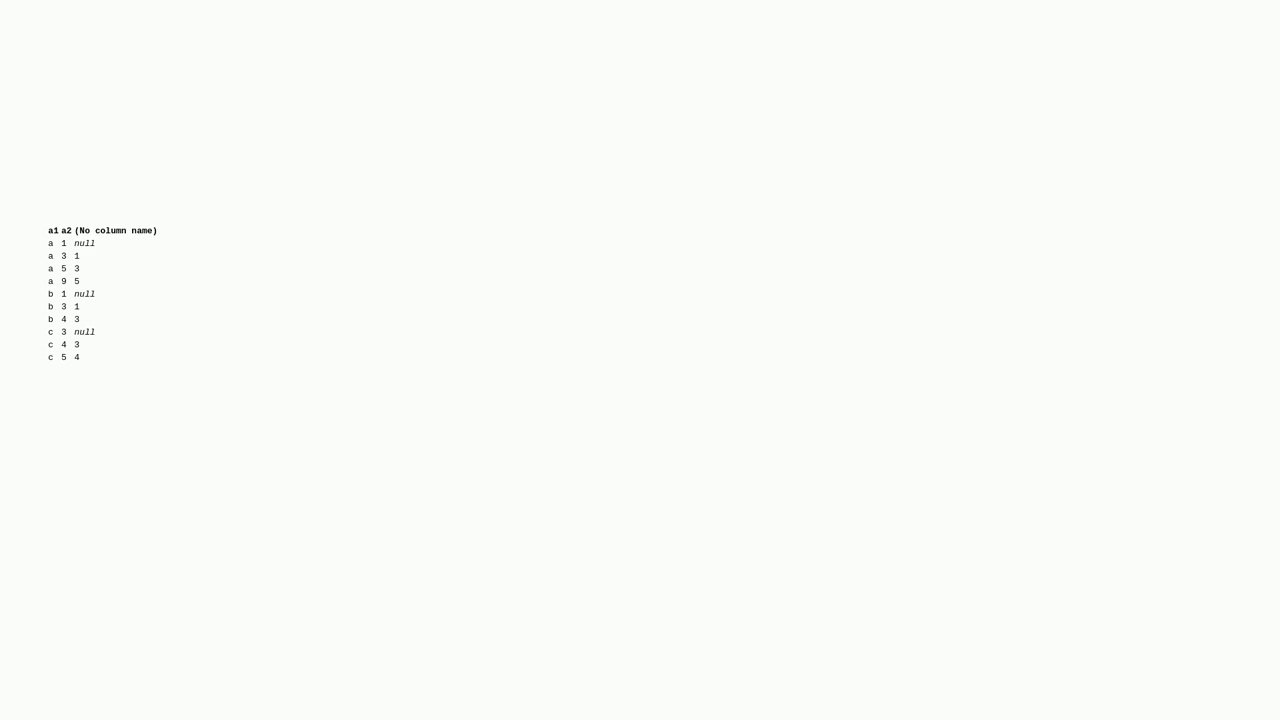 a1 a2 (No column name)
a 1 null
a 3 1
a 5 3
a 9 5
b 1 null
b 3 1
b 4 3
c 3 null
c 4 3
c 5 4